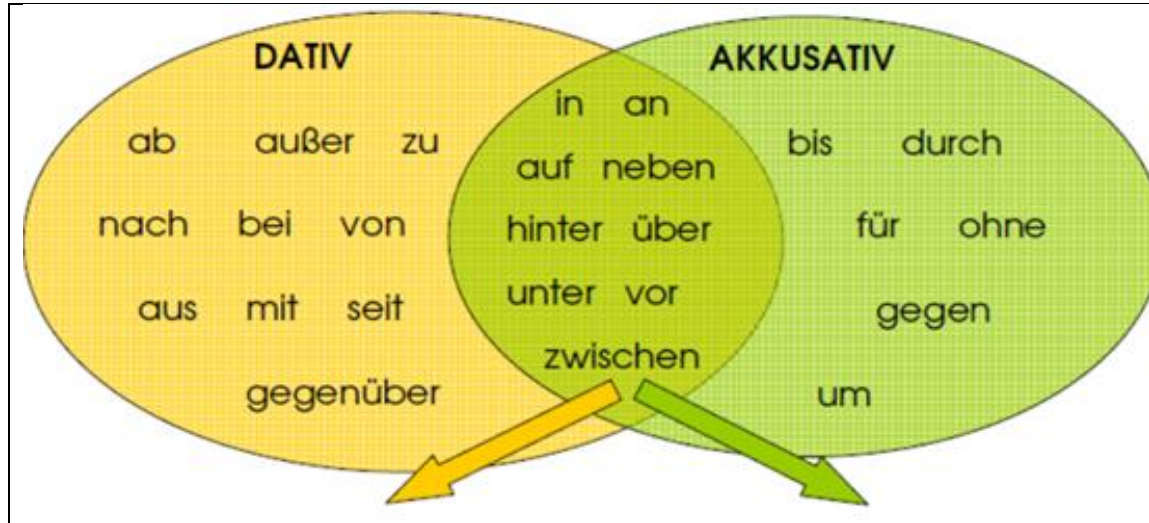 DATIV
AKKUSATIV
in an
ab außer zu
bis durch
auf neben
nach bei von
hinter über
für ohne
unter vor
aus mit seit
gegen
zwischen
gegenüber
um